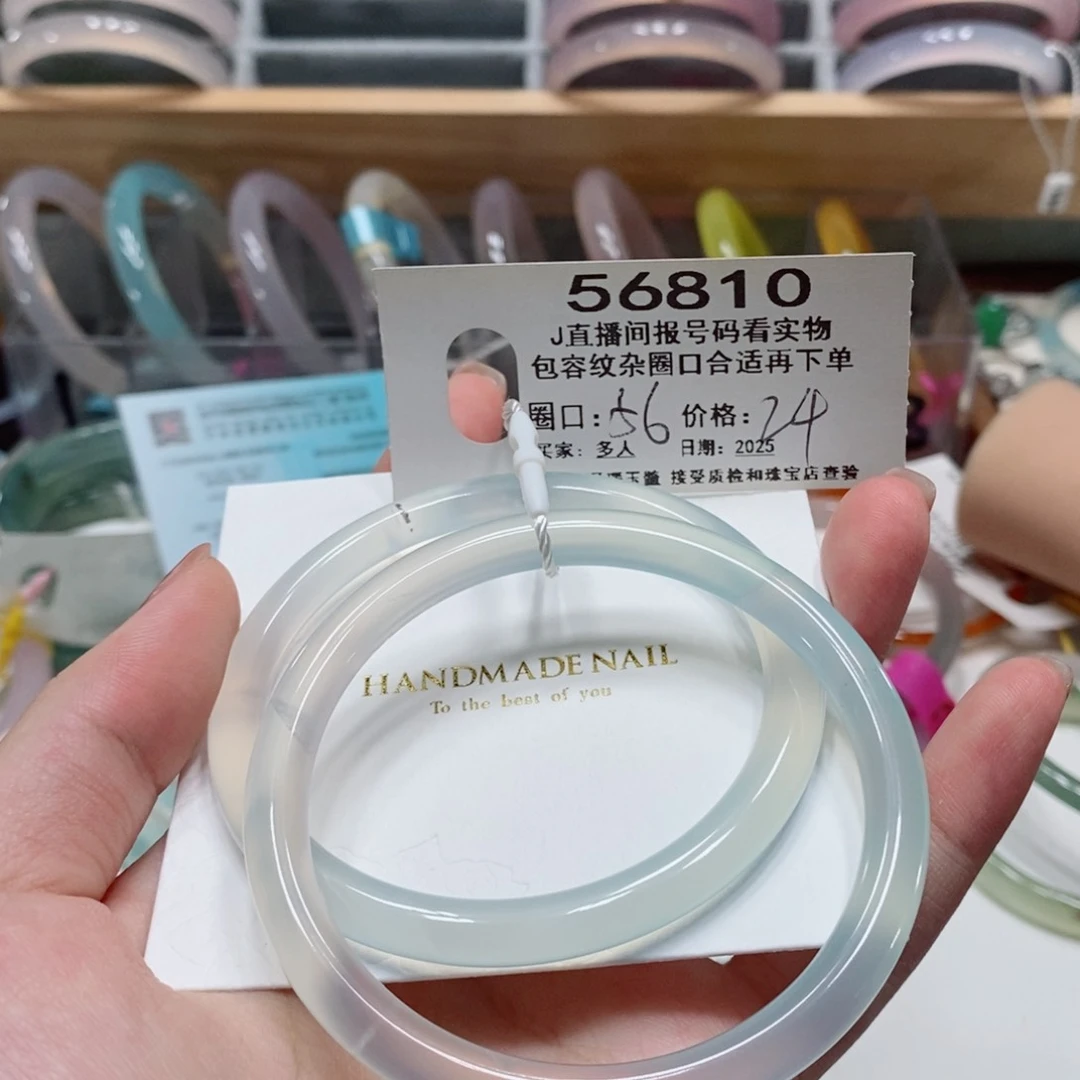 56810
J直播间报号码看实物
包容纹杂圈口合适再下单
圈口：56 价格：24
买家：多人 日期：2025
玉髓 接受质检和珠宝店查验
HANDMADE NAIL
To the best of you